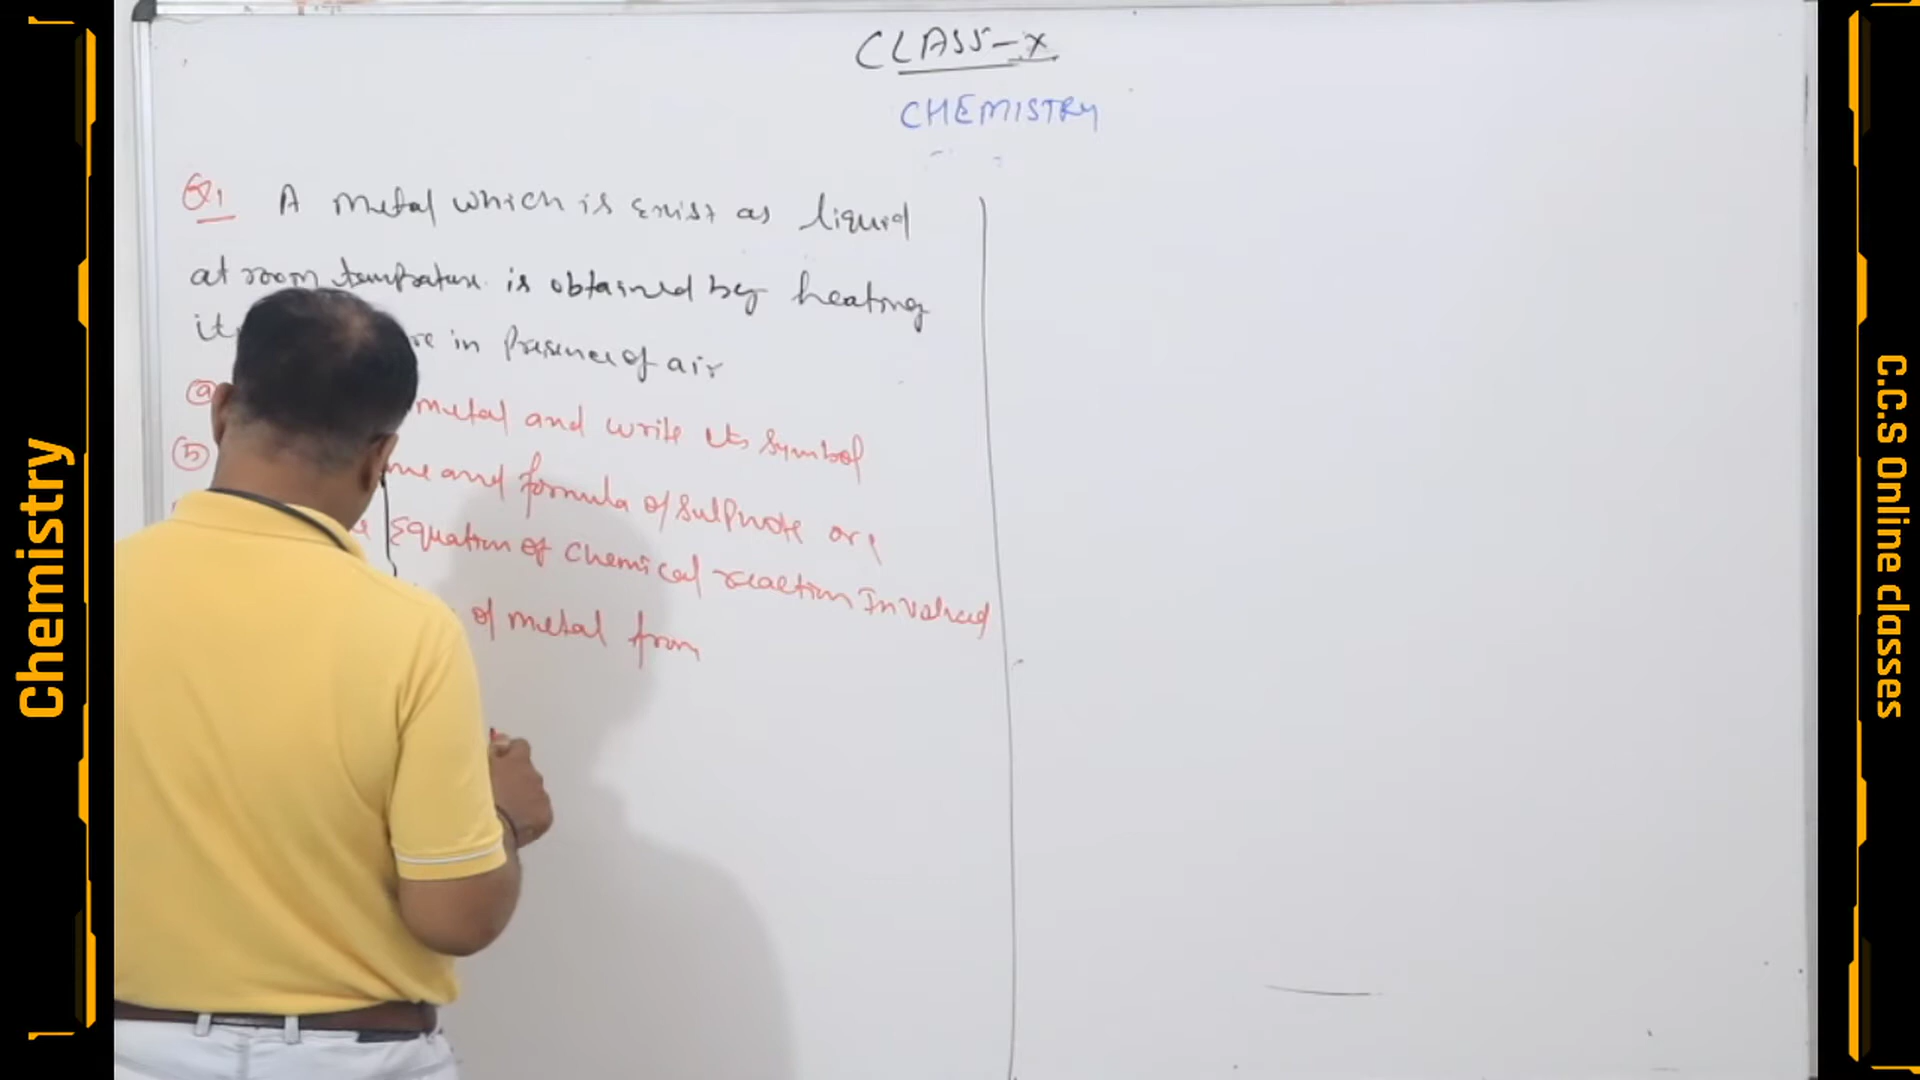 CLASS-X
CHEMISTRY
Q1 A metal which is Exist as liquid
at room temprature is obtained by heating
in Presence of air
a metal and write its Symbol
b and formula of Sulphide ore
Equation of Chemical reaction Involved
of metal from
Chemistry
C.C.S Online classes